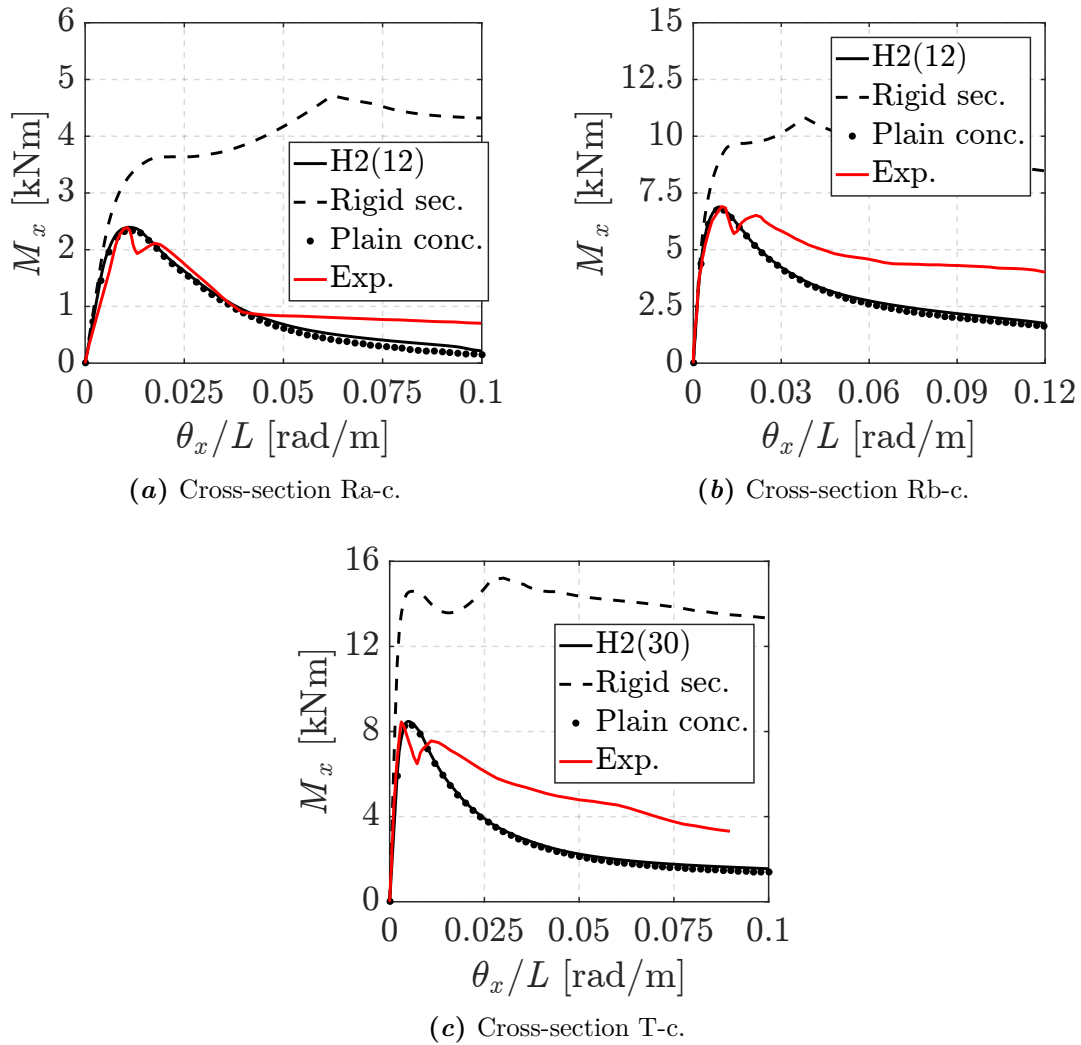 6
5
4
3
2
1
0
M_x [kNm]
H2(12)
Rigid sec.
Plain conc.
Exp.
0 0.025 0.05 0.075 0.1
θ_x/L [rad/m]
(a) Cross-section Ra-c.
15
12.5
10
7.5
5
2.5
0
M_x [kNm]
H2(12)
Rigid sec.
Plain conc.
Exp.
0 0.03 0.06 0.09 0.12
θ_x/L [rad/m]
(b) Cross-section Rb-c.
16
12
8
4
0
M_x [kNm]
H2(30)
Rigid sec.
Plain conc.
Exp.
0 0.025 0.05 0.075 0.1
θ_x/L [rad/m]
(c) Cross-section T-c.